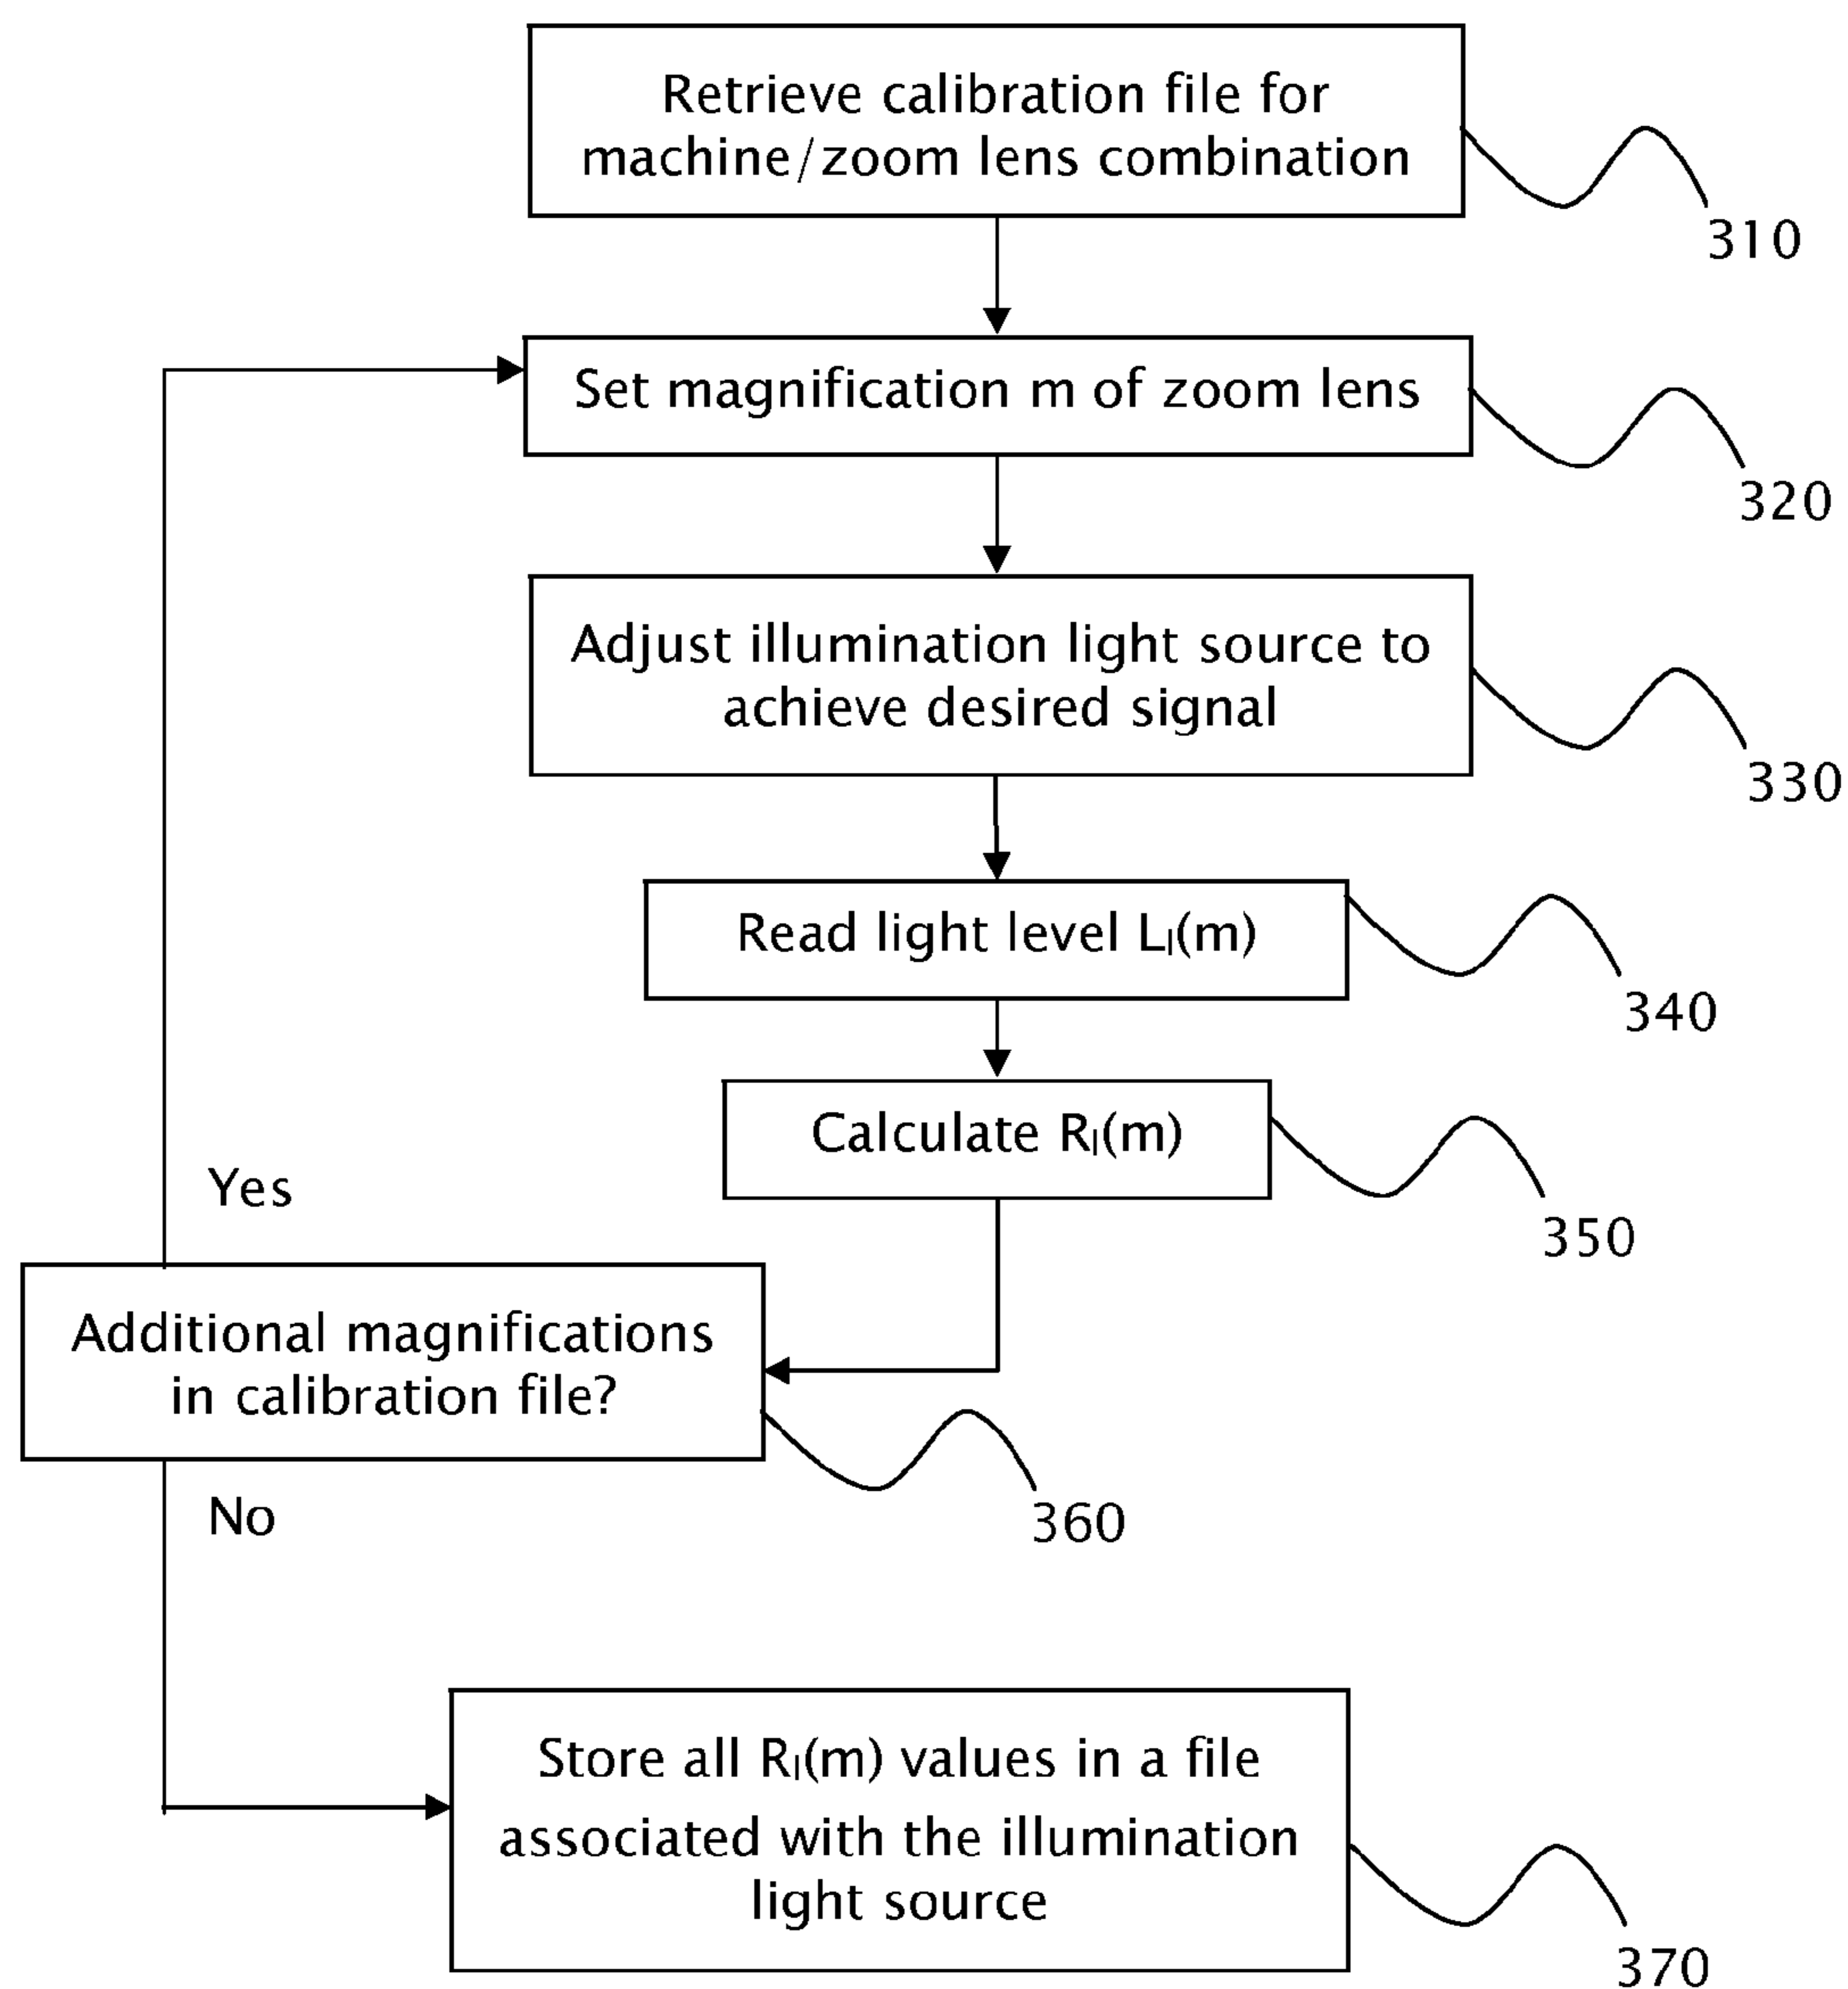 Retrieve calibration file for
machine/zoom lens combination
310
Set magnification m of zoom lens
320
Adjust illumination light source to
achieve desired signal
330
Read light level Lₗ(m)
340
Calculate Rₗ(m)
350
Yes
Additional magnifications
in calibration file?
360
No
Store all Rₗ(m) values in a file
associated with the illumination
light source
370